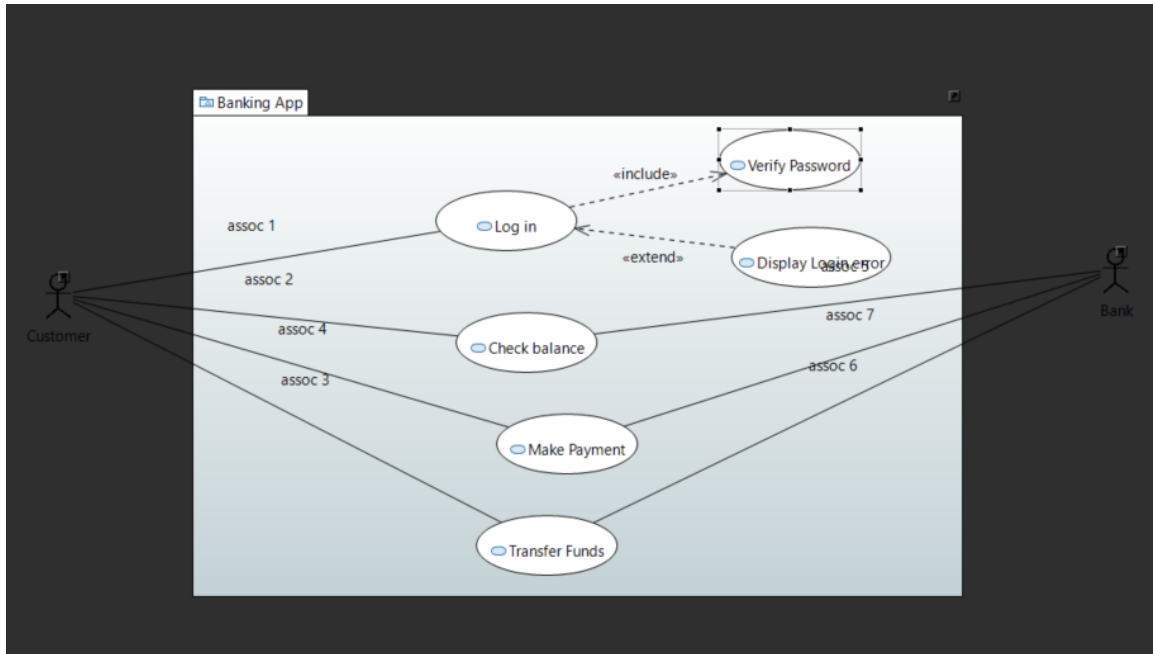 Banking App
Verify Password
«include»
Log in
assoc 1
«extend»
Display Login error
assoc 5
assoc 2
Bank
assoc 7
assoc 4
Customer
Check balance
assoc 6
assoc 3
Make Payment
Transfer Funds